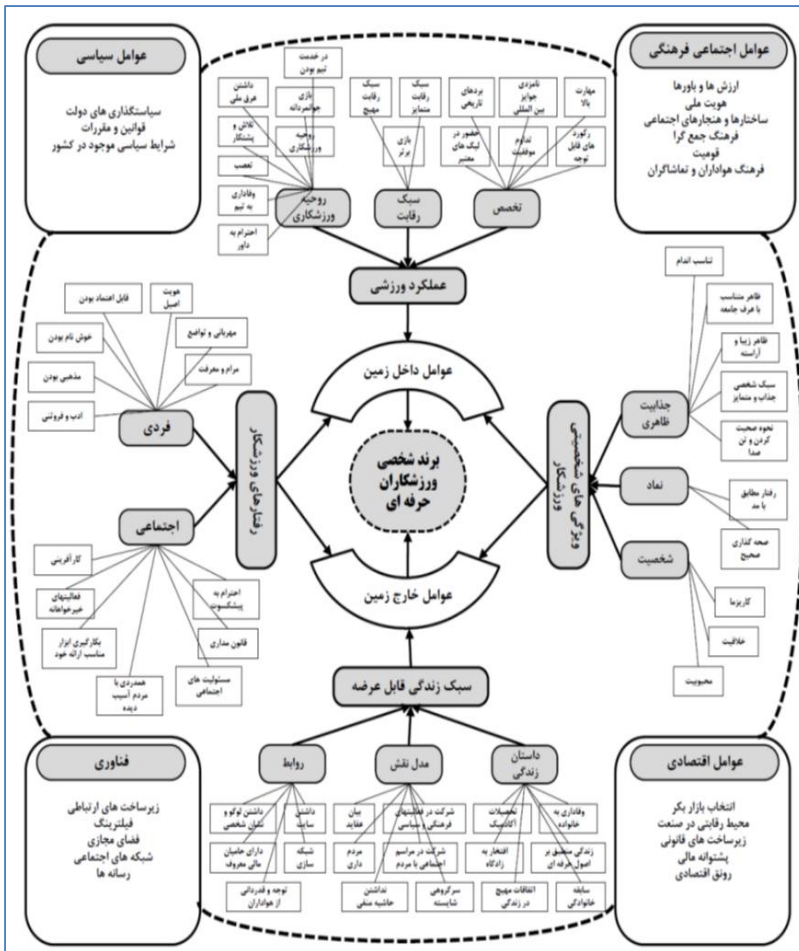 عوامل سیاسی
سیاستگذاری های دولت
قوانین و مقررات
شرایط سیاسی موجود در کشور
عوامل اجتماعی فرهنگی
ارزش ها و باورها
هویت ملی
ساختارها و هنجارهای اجتماعی
فرهنگ جمع گرا
قومیت
فرهنگ هواداران و تماشاگران
در خدمت
تیم بودن
داشتن
عرق ملی
بازی
جوانمردانه
تلاش و
پشتکار
روحیه
ورزشکاری
تعصب
وفاداری
به تیم
احترام به
داور
روحیه
ورزشکاری
سبک
رقابت
مهیج
سبک
رقابت
متمایز
بازی
برتر
سبک
رقابت
بردهای
تاریخی
نامزدی
جوایز
بین المللی
مهارت
بالا
حضور در
لیگ های
معتبر
تداوم
موفقیت
رکورد
های قابل
توجه
تخصص
عملکرد ورزشی
عوامل داخل زمین
برند شخصی
ورزشکاران
حرفه ای
عوامل خارج زمین
قابل اعتماد بودن
هویت
اصیل
خوش نام بودن
مهربانی و تواضع
مذهبی بودن
مرام و معرفت
ادب و فروتنی
فردی
رفتارهای ورزشکار
اجتماعی
کارآفرینی
فعالیتهای
خیرخواهانه
بکارگیری ابزار
مناسب ارائه خود
همدردی با
مردم آسیب
دیده
احترام به
پیشکسوت
قانون مداری
مسئولیت های
اجتماعی
تناسب اندام
ظاهر متناسب
با عرف جامعه
ظاهر زیبا و
آراسته
سبک شخصی
جذاب و متمایز
نحوه صحبت
کردن و تن
صدا
جذابیت
ظاهری
ویژگی های شخصیتی
ورزشکار
نماد
رفتار مطابق
با مد
صحه گذاری
صحیح
شخصیت
کاریزما
خلاقیت
محبوبیت
سبک زندگی قابل عرضه
روابط
مدل نقش
داستان
زندگی
داشتن لوگو و
نشان شخصی
داشتن
سایت
دارای حامیان
مالی معروف
شبکه
سازی
توجه و قدردانی
از هواداران
بیان
عقاید
شرکت در فعالیتهای
فرهنگی و سیاسی
مردم
داری
شرکت در مراسم
اجتماعی با مردم
نداشتن
حاشیه منفی
سرگروهی
شایسته
تحصیلات
آکادمیک
وفاداری به
خانواده
افتخار به
زادگاه
زندگی منطبق بر
اصول حرفه ای
اتفاقات مهیج
در زندگی
سابقه
خانوادگی
فناوری
زیرساخت های ارتباطی
فیلترینگ
فضای مجازی
شبکه های اجتماعی
رسانه ها
عوامل اقتصادی
انتخاب بازار بکر
محیط رقابتی در صنعت
زیرساخت های قانونی
پشتوانه مالی
رونق اقتصادی